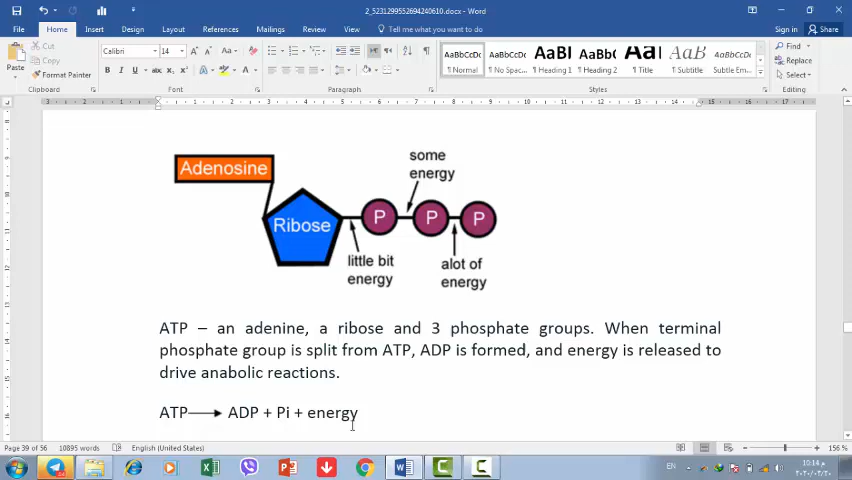 2_5231299552694240610.docx - Word
File Home Insert Draw Design Layout References Mailings Review View Tell me what you want to do... Sign in Share
Cut
Copy
Format Painter
Paste
Calibri 14
AaBbCcDc AaBbCcDc AaBbC AaBbC AaB AaBbC AaBbCcDc
¶ Normal ¶ No Spac... ¶ Heading 1 ¶ Heading 2 ¶ Title ¶ Subtitle Subtle Em...
Find
Replace
Select
Clipboard Font Paragraph Styles Editing
Adenosine
Ribose
P
P
P
some
energy
little bit
energy
alot of
energy
ATP – an adenine, a ribose and 3 phosphate groups. When terminal
phosphate group is split from ATP, ADP is formed, and energy is released to
drive anabolic reactions.
ATP⟶ ADP + Pi + energy
Page 39 of 56 10895 words English (United States) 156 %
EN